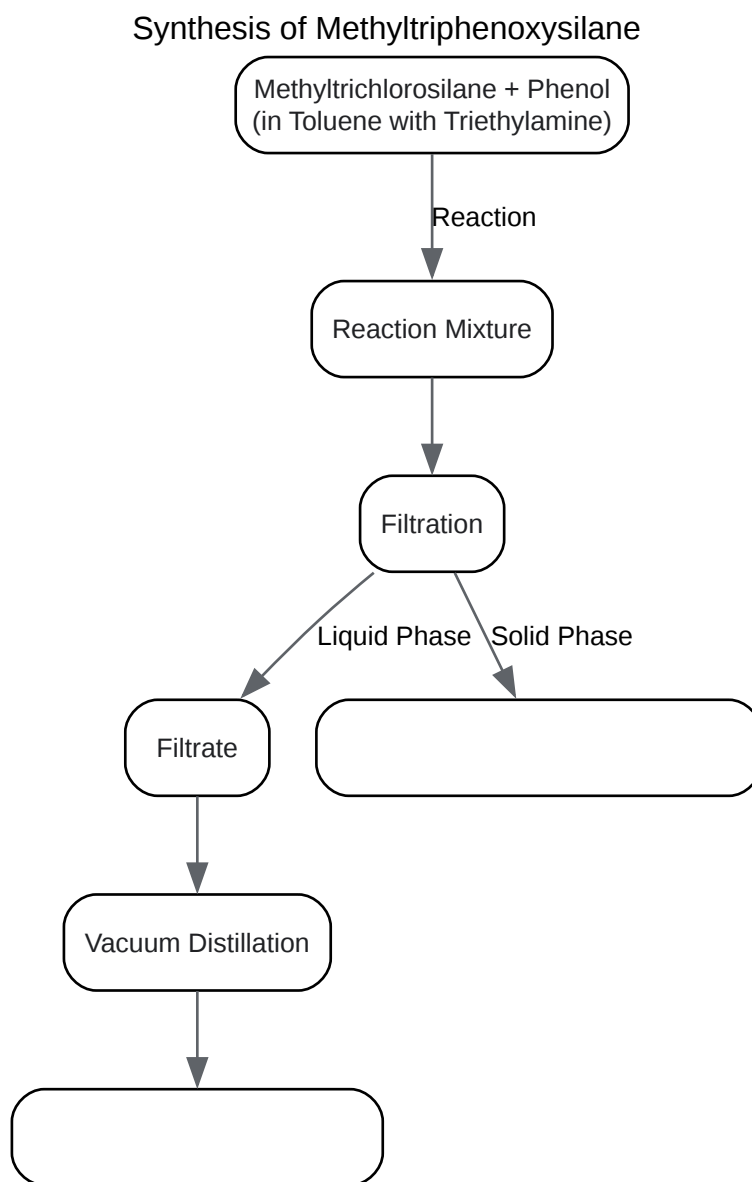 Synthesis of Methyltriphenoxysilane
Methyltrichlorosilane + Phenol
(in Toluene with Triethylamine)
Reaction
Reaction Mixture
Filtration
Liquid Phase
Solid Phase
Filtrate
Vacuum Distillation